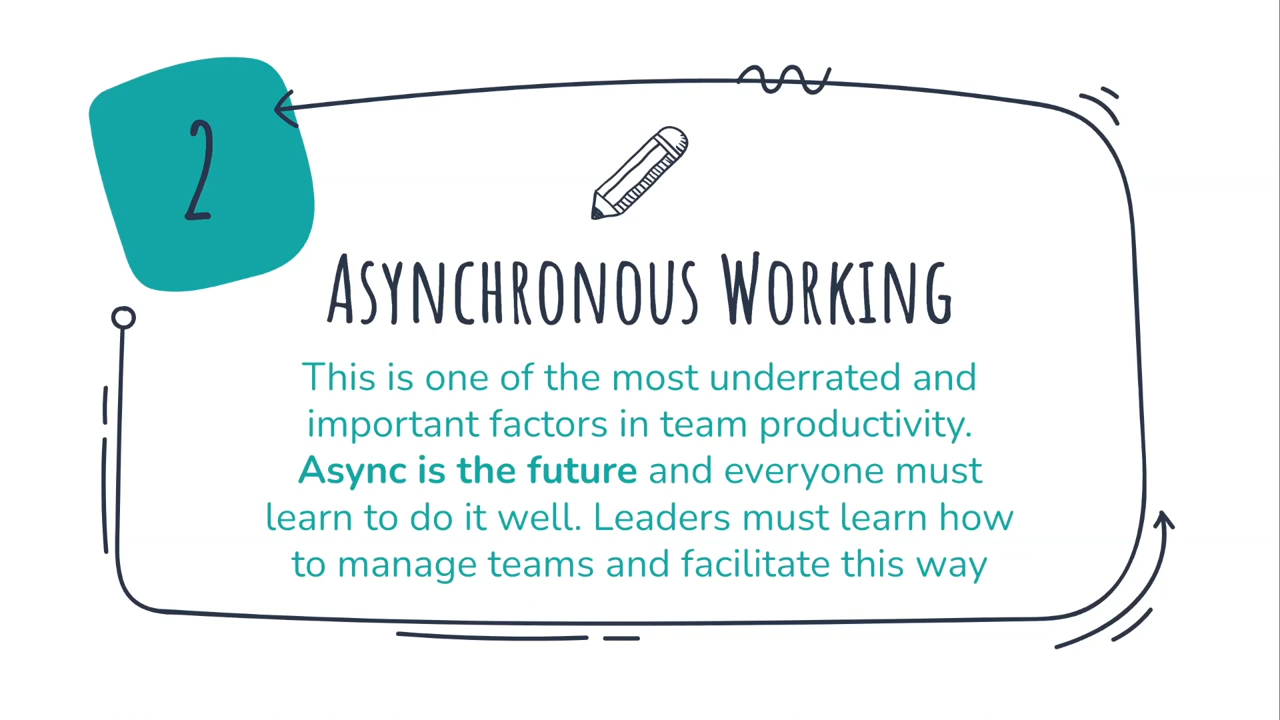 2
Asynchronous Working
This is one of the most underrated and
important factors in team productivity.
Async is the future and everyone must
learn to do it well. Leaders must learn how
to manage teams and facilitate this way